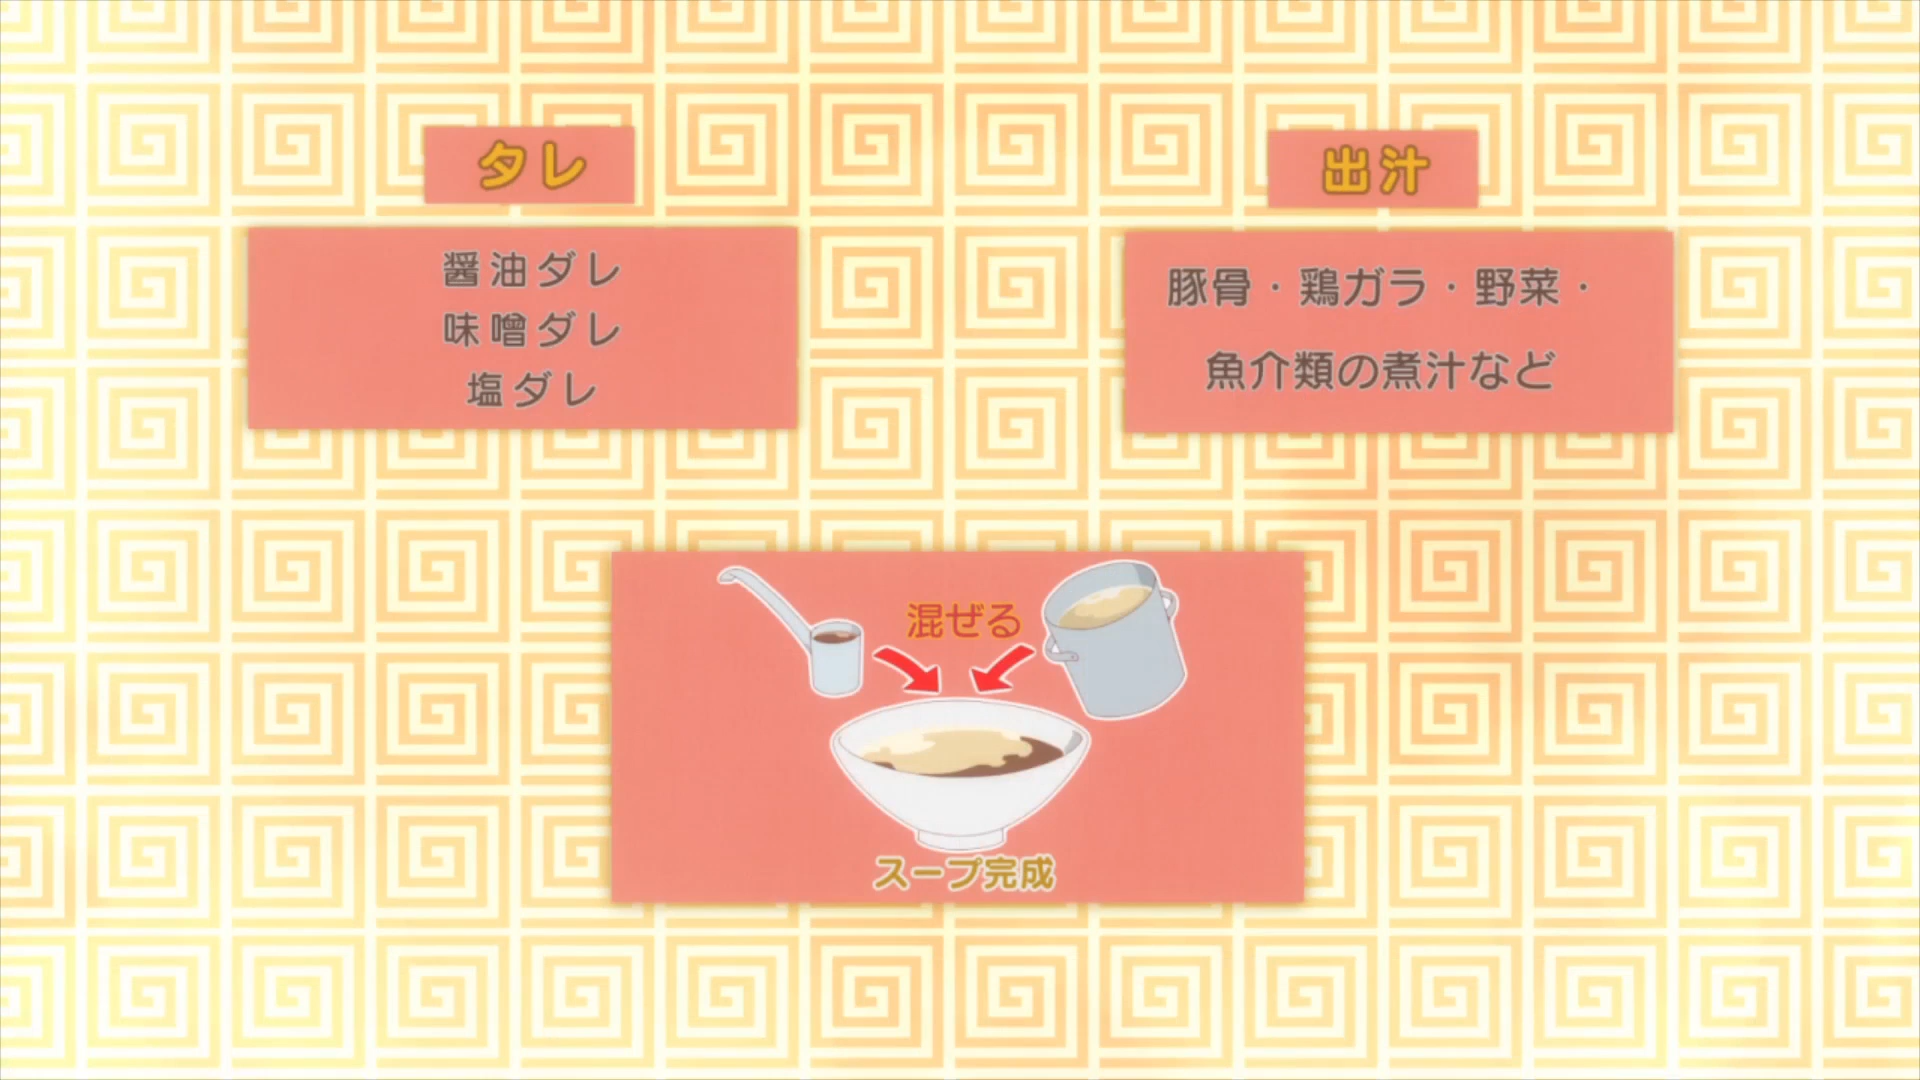 タレ
醤油ダレ
味噌ダレ
塩ダレ
出汁
豚骨・鶏ガラ・野菜・
魚介類の煮汁など
混ぜる
スープ完成